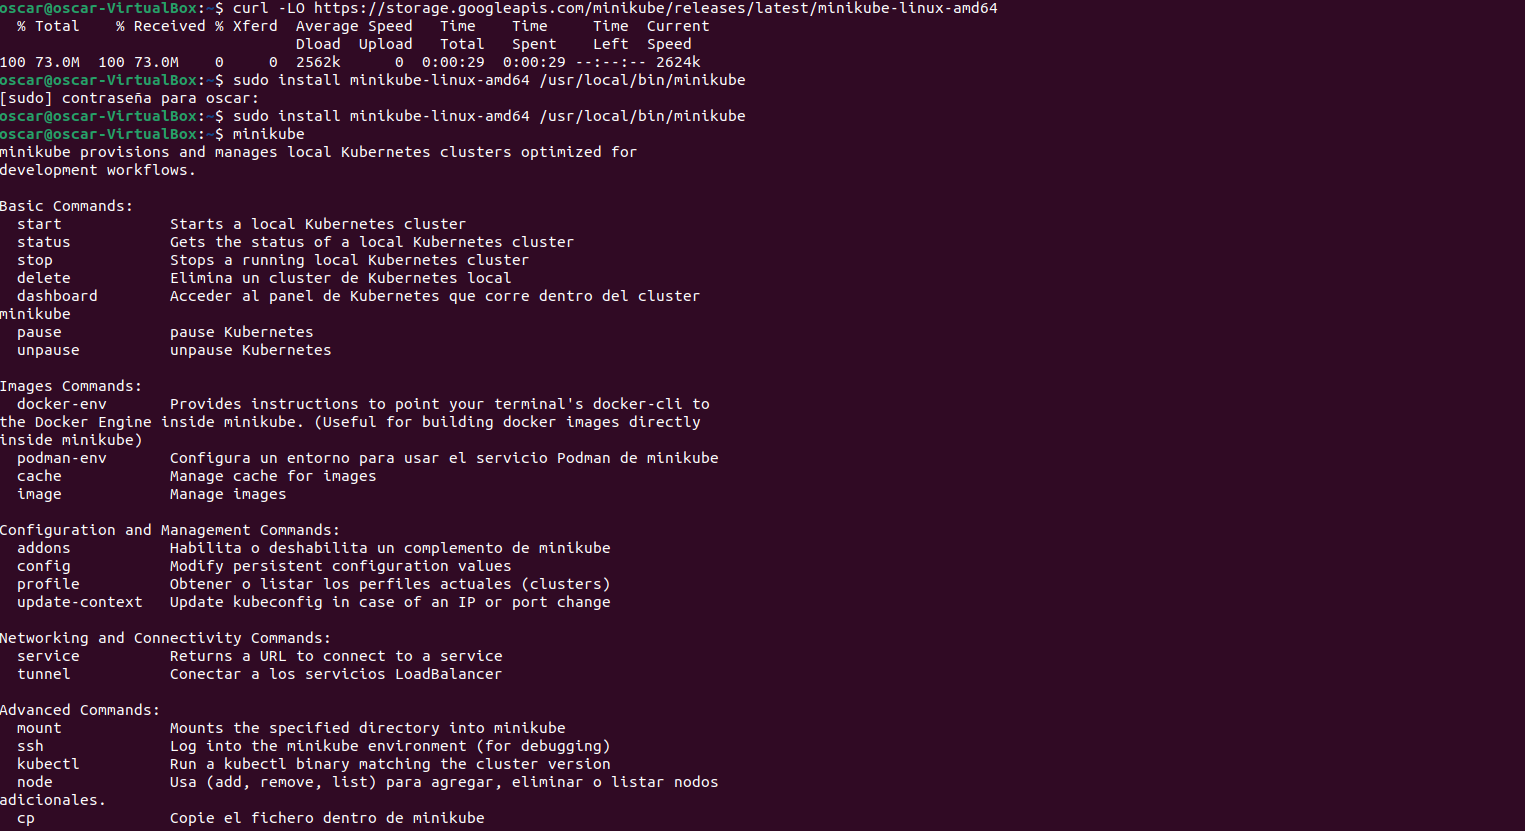 oscar@oscar-VirtualBox:~$ curl -LO https://storage.googleapis.com/minikube/releases/latest/minikube-linux-amd64
  % Total    % Received % Xferd  Average Speed   Time    Time     Time  Current
                                 Dload  Upload   Total   Spent    Left  Speed
100 73.0M  100 73.0M    0     0  2562k      0  0:00:29  0:00:29 --:--:-- 2624k
oscar@oscar-VirtualBox:~$ sudo install minikube-linux-amd64 /usr/local/bin/minikube
[sudo] contraseña para oscar:
oscar@oscar-VirtualBox:~$ sudo install minikube-linux-amd64 /usr/local/bin/minikube
oscar@oscar-VirtualBox:~$ minikube
minikube provisions and manages local Kubernetes clusters optimized for
development workflows.

Basic Commands:
  start            Starts a local Kubernetes cluster
  status           Gets the status of a local Kubernetes cluster
  stop             Stops a running local Kubernetes cluster
  delete           Elimina un cluster de Kubernetes local
  dashboard        Acceder al panel de Kubernetes que corre dentro del cluster
minikube
  pause            pause Kubernetes
  unpause          unpause Kubernetes

Images Commands:
  docker-env       Provides instructions to point your terminal's docker-cli to
the Docker Engine inside minikube. (Useful for building docker images directly
inside minikube)
  podman-env       Configura un entorno para usar el servicio Podman de minikube
  cache            Manage cache for images
  image            Manage images

Configuration and Management Commands:
  addons           Habilita o deshabilita un complemento de minikube
  config           Modify persistent configuration values
  profile          Obtener o listar los perfiles actuales (clusters)
  update-context   Update kubeconfig in case of an IP or port change

Networking and Connectivity Commands:
  service          Returns a URL to connect to a service
  tunnel           Conectar a los servicios LoadBalancer

Advanced Commands:
  mount            Mounts the specified directory into minikube
  ssh              Log into the minikube environment (for debugging)
  kubectl          Run a kubectl binary matching the cluster version
  node             Usa (add, remove, list) para agregar, eliminar o listar nodos
adicionales.
  cp               Copie el fichero dentro de minikube